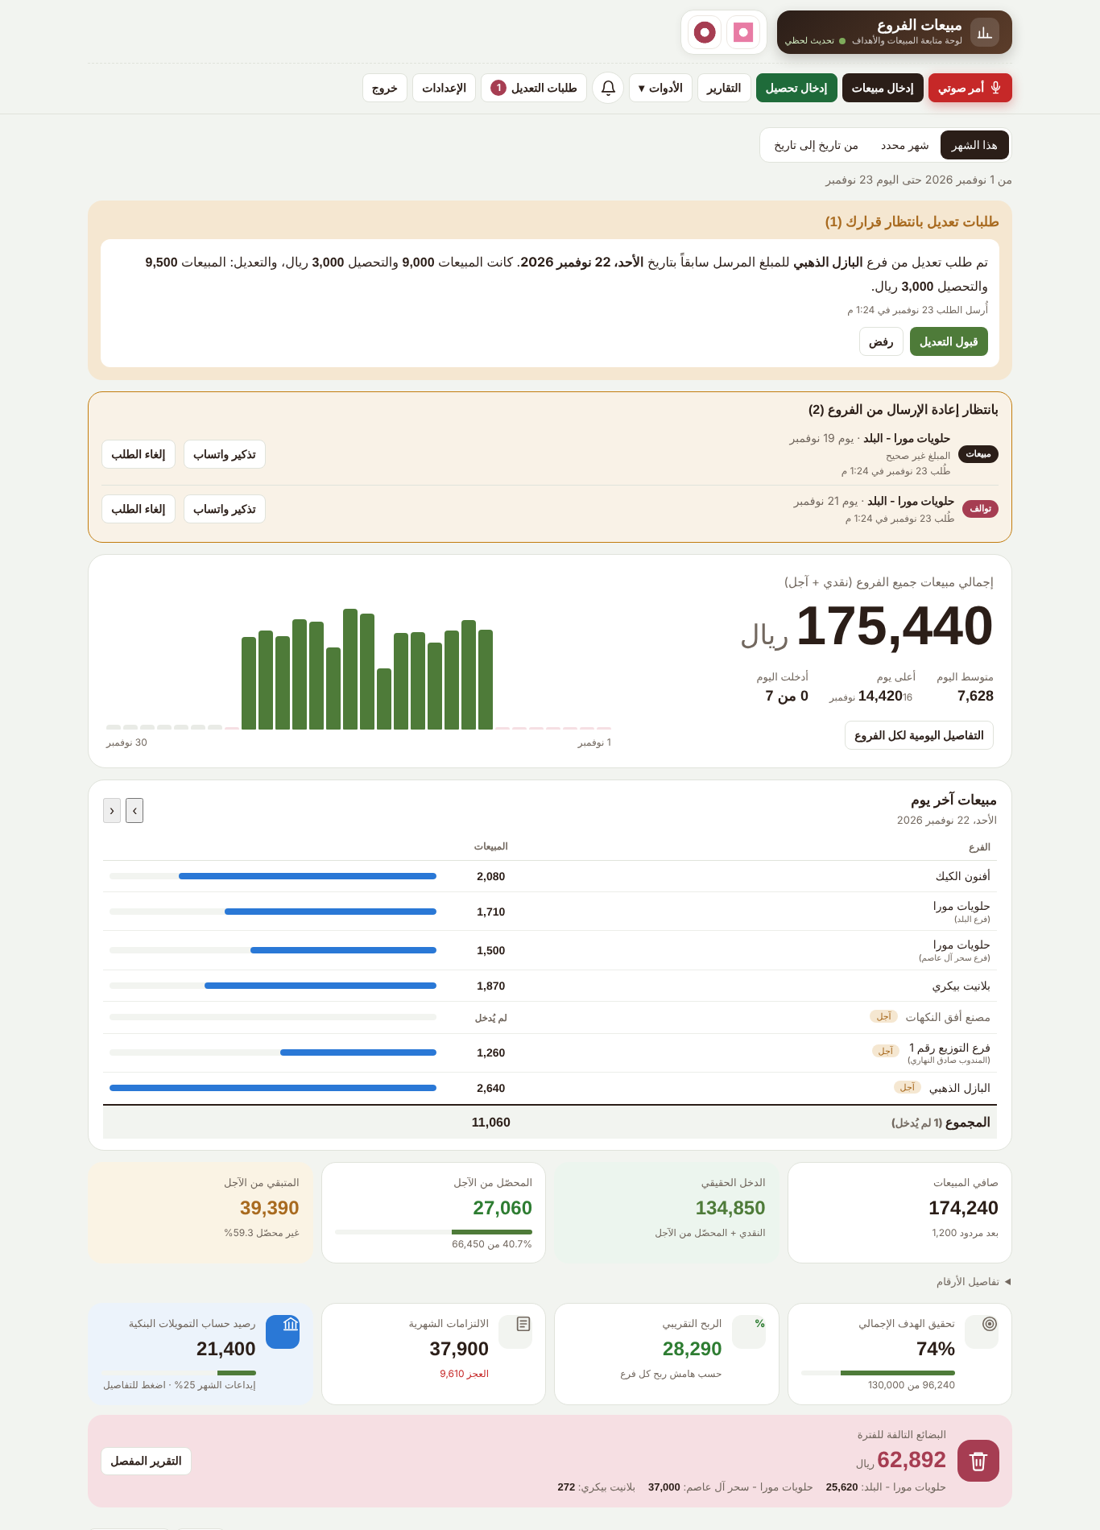 مبيعات الفروع
لوحة متابعة المبيعات والأهداف ● تحديث لحظي
أمر صوتي
إدخال مبيعات
إدخال تحصيل
التقارير
الأدوات ▾
طلبات التعديل 1
الإعدادات
خروج
هذا الشهر
شهر محدد
من تاريخ إلى تاريخ
من 1 نوفمبر 2026 حتى اليوم 23 نوفمبر
طلبات تعديل بانتظار قرارك (1)
تم طلب تعديل من فرع البازل الذهبي للمبلغ المرسل سابقاً بتاريخ الأحد، 22 نوفمبر 2026. كانت المبيعات 9,000 والتحصيل 3,000 ريال، والتعديل: المبيعات 9,500
والتحصيل 3,000 ريال.
أُرسل الطلب 23 نوفمبر في 1:24 م
قبول التعديل
رفض
بانتظار إعادة الإرسال من الفروع (2)
مبيعات
حلويات مورا - البلد · يوم 19 نوفمبر
المبلغ غير صحيح
طُلب 23 نوفمبر في 1:24 م
تذكير واتساب
إلغاء الطلب
توالف
حلويات مورا - البلد · يوم 21 نوفمبر
طُلب 23 نوفمبر في 1:24 م
تذكير واتساب
إلغاء الطلب
إجمالي مبيعات جميع الفروع (نقدي + آجل)
175,440 ريال
متوسط اليوم
7,628
أعلى يوم
14,420 16 نوفمبر
أدخلت اليوم
0 من 7
التفاصيل اليومية لكل الفروع
1 نوفمبر
30 نوفمبر
مبيعات آخر يوم
الأحد، 22 نوفمبر 2026
› ‹
الفرع
المبيعات
أفنون الكيك
2,080
حلويات مورا
(فرع البلد)
1,710
حلويات مورا
(فرع سحر آل عاصم)
1,500
بلانيت بيكري
1,870
مصنع أفق النكهات آجل
لم يُدخل
فرع التوزيع رقم 1 آجل
(المندوب صادق النهاري)
1,260
البازل الذهبي آجل
2,640
المجموع (1 لم يُدخل)
11,060
صافي المبيعات
174,240
بعد مردود 1,200
الدخل الحقيقي
134,850
النقدي + المحصّل من الآجل
المحصّل من الآجل
27,060
40.7% من 66,450
المتبقي من الآجل
39,390
غير محصّل 59.3%
◀ تفاصيل الأرقام
تحقيق الهدف الإجمالي
74%
96,240 من 130,000
%
الربح التقريبي
28,290
حسب هامش ربح كل فرع
الالتزامات الشهرية
37,900
العجز 9,610
رصيد حساب التمويلات البنكية
21,400
إيداعات الشهر 25% · اضغط للتفاصيل
البضائع التالفة للفترة
62,892 ريال
حلويات مورا - البلد: 25,620
حلويات مورا - سحر آل عاصم: 37,000
بلانيت بيكري: 272
التقرير المفصل